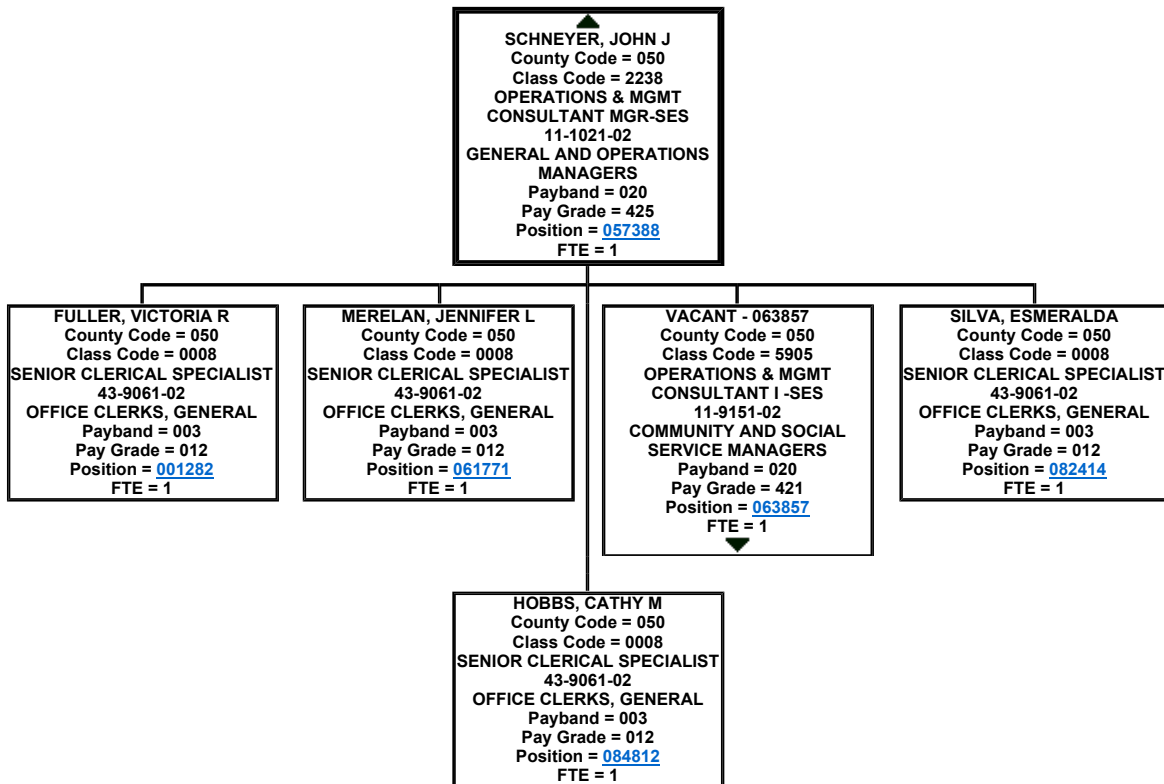 SCHNEYER, JOHN J
County Code = 050
Class Code = 2238
OPERATIONS & MGMT
CONSULTANT MGR-SES
11-1021-02
GENERAL AND OPERATIONS
MANAGERS
Payband = 020
Pay Grade = 425
Position = 057388
FTE = 1
FULLER, VICTORIA R
County Code = 050
Class Code = 0008
SENIOR CLERICAL SPECIALIST
43-9061-02
OFFICE CLERKS, GENERAL
Payband = 003
Pay Grade = 012
Position = 001282
FTE = 1
MERELAN, JENNIFER L
County Code = 050
Class Code = 0008
SENIOR CLERICAL SPECIALIST
43-9061-02
OFFICE CLERKS, GENERAL
Payband = 003
Pay Grade = 012
Position = 061771
FTE = 1
VACANT - 063857
County Code = 050
Class Code = 5905
OPERATIONS & MGMT
CONSULTANT I -SES
11-9151-02
COMMUNITY AND SOCIAL
SERVICE MANAGERS
Payband = 020
Pay Grade = 421
Position = 063857
FTE = 1
SILVA, ESMERALDA
County Code = 050
Class Code = 0008
SENIOR CLERICAL SPECIALIST
43-9061-02
OFFICE CLERKS, GENERAL
Payband = 003
Pay Grade = 012
Position = 082414
FTE = 1
HOBBS, CATHY M
County Code = 050
Class Code = 0008
SENIOR CLERICAL SPECIALIST
43-9061-02
OFFICE CLERKS, GENERAL
Payband = 003
Pay Grade = 012
Position = 084812
FTE = 1